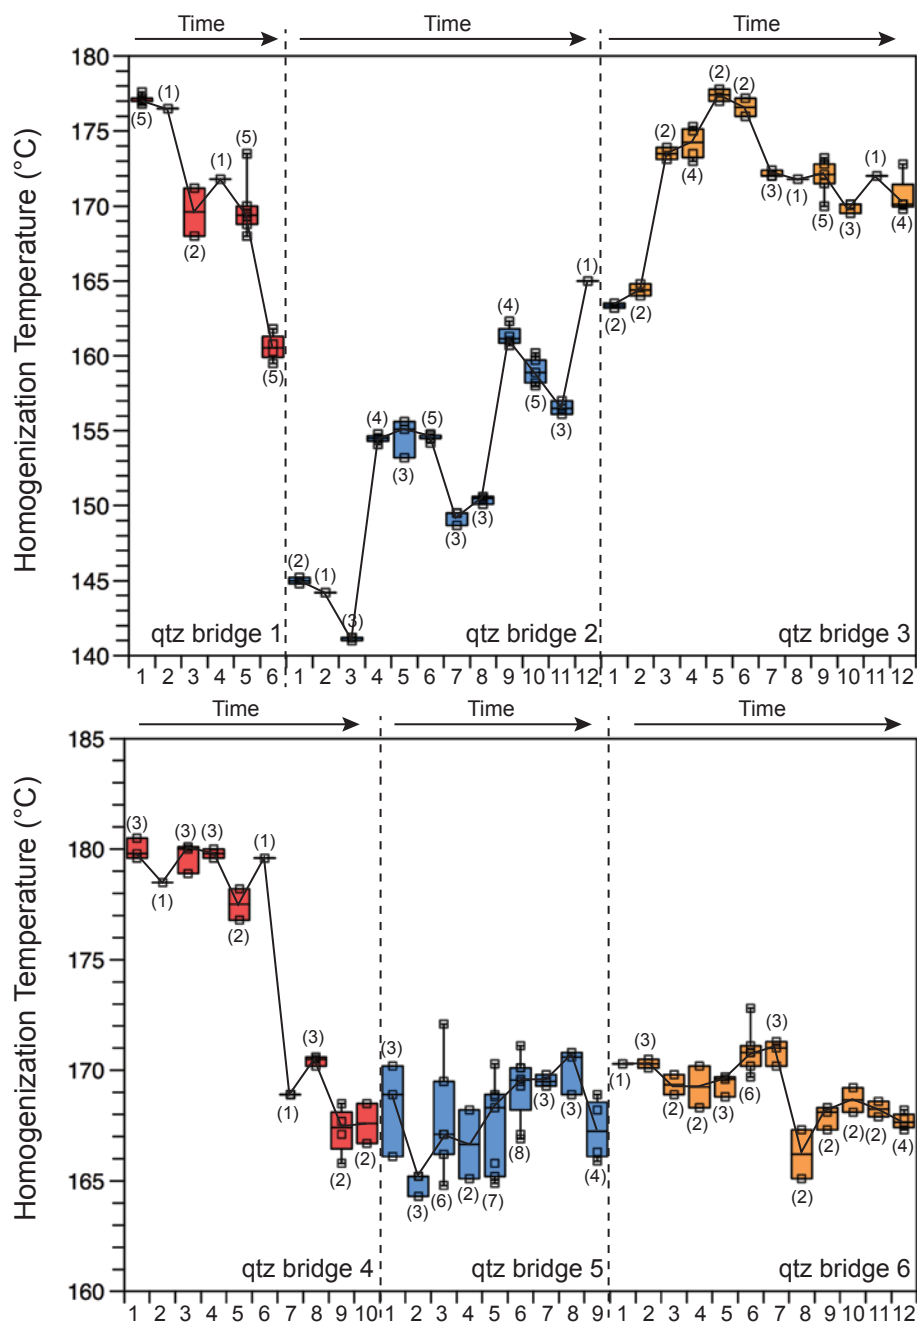 Time Time Time
Homogenization Temperature (°C)
180
175
170
165
160
155
150
145
140
(5) (1) (2) (1) (5) (5)
(2) (1) (3) (4) (3) (5) (3) (3) (4) (5) (3) (1)
(2) (2) (2) (4) (2) (2) (3) (1) (5) (3) (1) (4)
qtz bridge 1 qtz bridge 2 qtz bridge 3
1 2 3 4 5 6 1 2 3 4 5 6 7 8 9 10 11 12 1 2 3 4 5 6 7 8 9 10 11 12
Time Time Time
Homogenization Temperature (°C)
185
180
175
170
165
160
(3) (1) (3) (3) (2) (1) (1) (3) (2) (2)
(3) (3) (6) (2) (7) (8) (3) (3) (4)
(1) (3) (2) (2) (3) (6) (3) (2) (2) (2) (2) (4)
qtz bridge 4 qtz bridge 5 qtz bridge 6
1 2 3 4 5 6 7 8 9 10 1 2 3 4 5 6 7 8 9 1 2 3 4 5 6 7 8 9 10 11 12